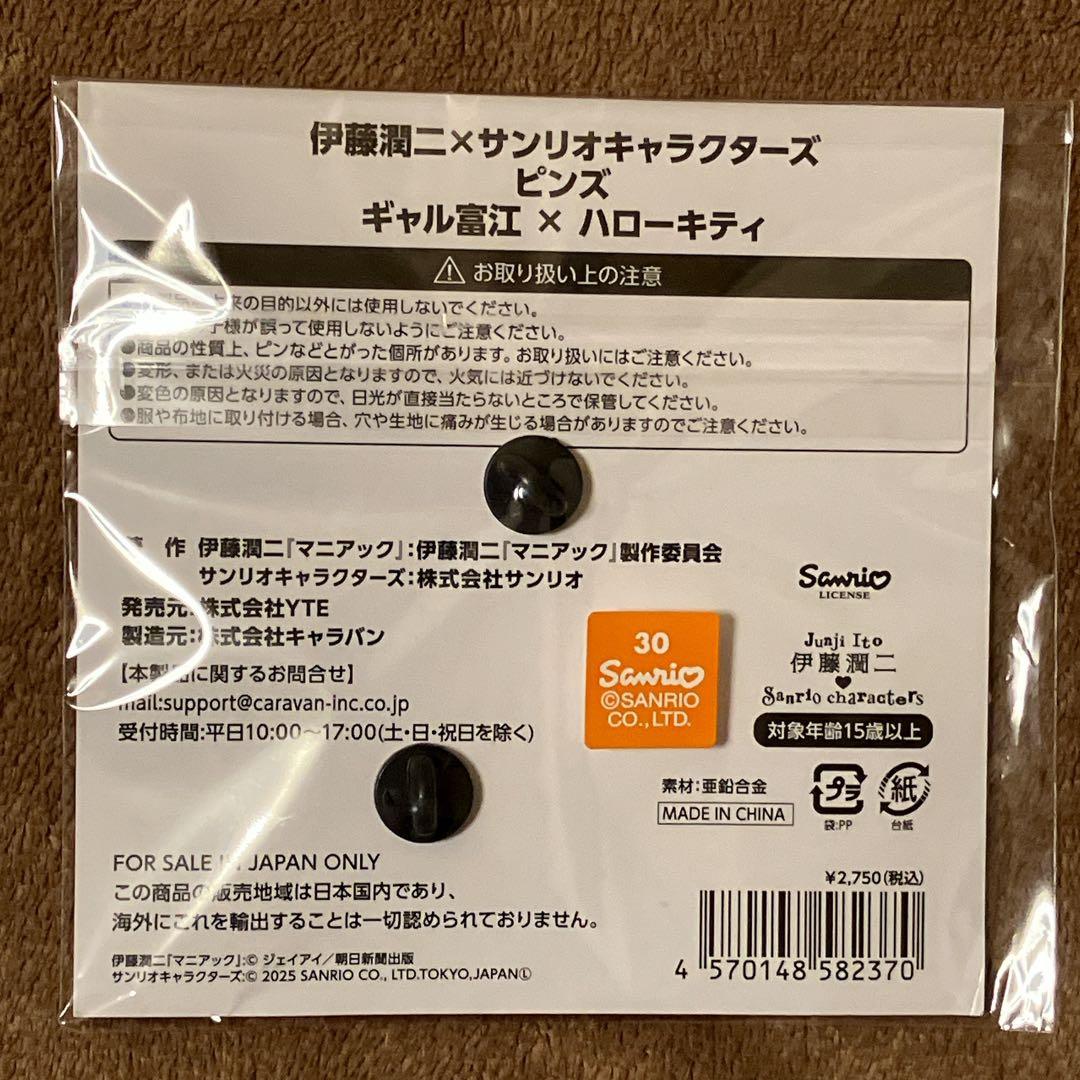 伊藤潤二×サンリオキャラクターズ
ピンズ
ギャル富江 × ハローキティ
お取り扱い上の注意
来の目的以外には使用しないでください。
子様が誤って使用しないようにご注意ください。
●商品の性質上、ピンなどとがった個所があります。お取り扱いにはご注意ください。
●変形、または火災の原因となりますので、火気には近づけないでください。
●変色の原因となりますので、日光が直接当たらないところで保管してください。
●服や布地に取り付ける場合、穴や生地に痛みが生じる場合がありますのでご注意ください。
作 伊藤潤二『マニアック』:伊藤潤二『マニアック』製作委員会
サンリオキャラクターズ:株式会社サンリオ
発売元:株式会社YTE
製造元:株式会社キャラバン
【本製品に関するお問合せ】
mail:support@caravan-inc.co.jp
受付時間:平日10:00～17:00(土・日・祝日を除く)
30
Sanrio
©SANRIO
CO.,LTD.
Sanrio
LICENSE
Junji Ito
伊藤潤二
Sanrio characters
対象年齢15歳以上
素材:亜鉛合金
MADE IN CHINA
プラ
袋:PP
紙
台紙
FOR SALE IN JAPAN ONLY
この商品の販売地域は日本国内であり、
海外にこれを輸出することは一切認められておりません。
伊藤潤二『マニアック』:© ジェイアイ/朝日新聞出版
サンリオキャラクターズ:© 2025 SANRIO CO., LTD.TOKYO,JAPANⓁ
¥2,750(税込)
4 570148 582370